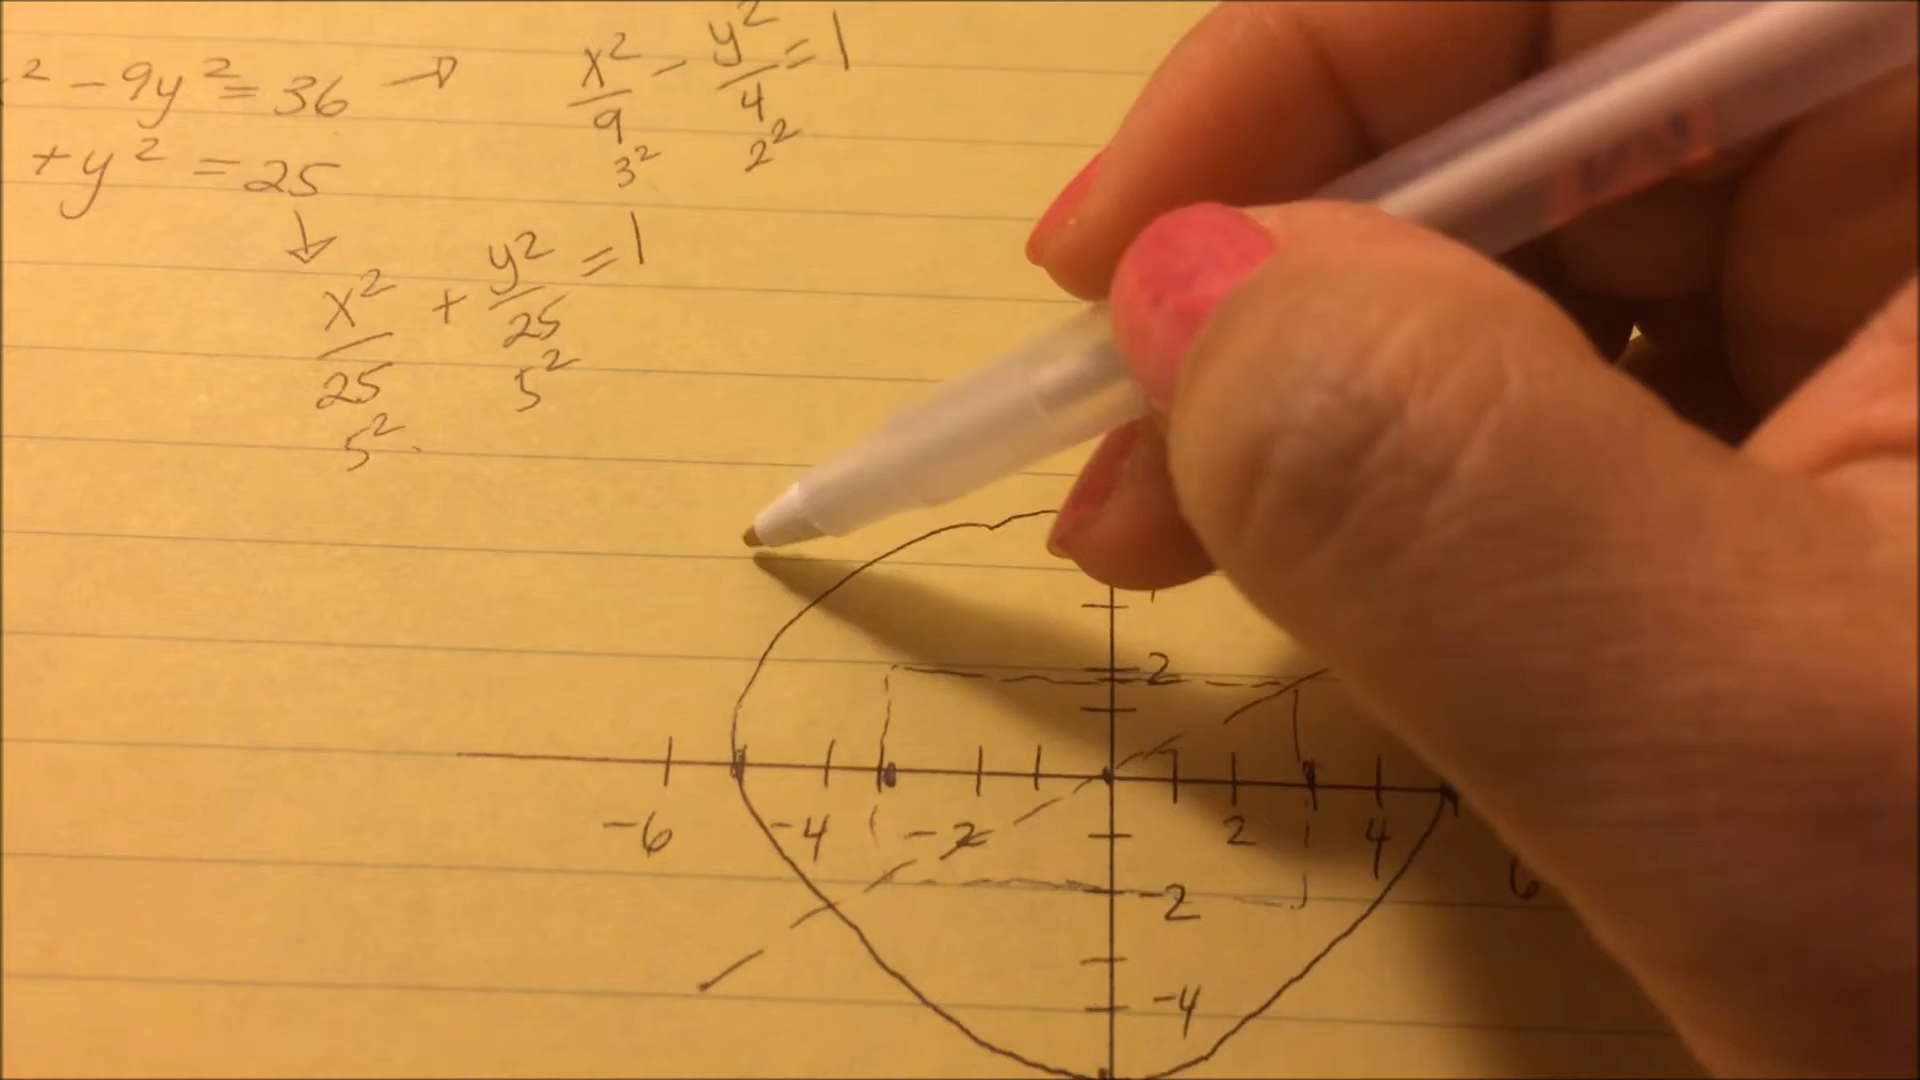 ² - 9y² = 36 → x²/9 - y²/4 = 1
3² 2²
+ y² = 25
↓
x²/25 + y²/25 = 1
5² 5²
2
-6 -4 -2 2 4 6
-2
-4